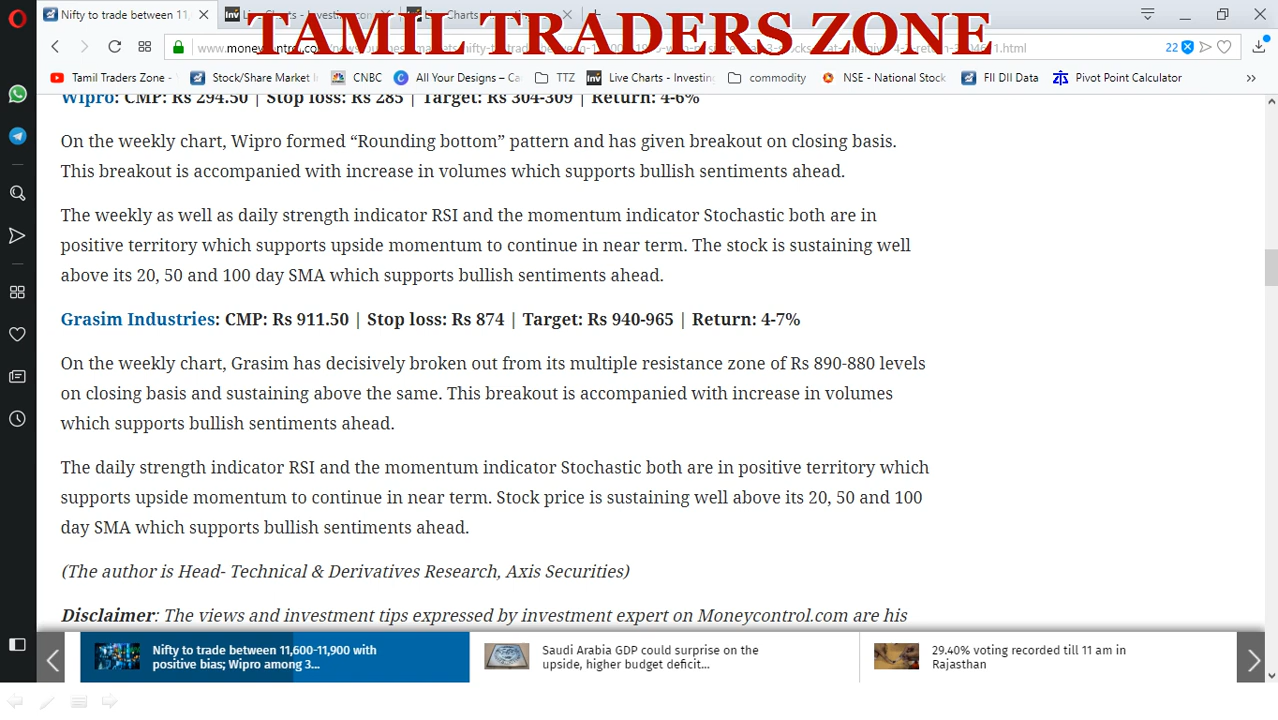 Nifty to trade between 11,
TAMIL TRADERS ZONE
Tamil Traders Zone -
Stock/Share Market I
CNBC
All Your Designs – Ca
TTZ
Live Charts - Investing
commodity
NSE - National Stock
FII DII Data
Pivot Point Calculator
22
Wipro: CMP: Rs 294.50 | Stop loss: Rs 285 | Target: Rs 304-309 | Return: 4-6%
On the weekly chart, Wipro formed “Rounding bottom” pattern and has given breakout on closing basis.
This breakout is accompanied with increase in volumes which supports bullish sentiments ahead.
The weekly as well as daily strength indicator RSI and the momentum indicator Stochastic both are in
positive territory which supports upside momentum to continue in near term. The stock is sustaining well
above its 20, 50 and 100 day SMA which supports bullish sentiments ahead.
Grasim Industries: CMP: Rs 911.50 | Stop loss: Rs 874 | Target: Rs 940-965 | Return: 4-7%
On the weekly chart, Grasim has decisively broken out from its multiple resistance zone of Rs 890-880 levels
on closing basis and sustaining above the same. This breakout is accompanied with increase in volumes
which supports bullish sentiments ahead.
The daily strength indicator RSI and the momentum indicator Stochastic both are in positive territory which
supports upside momentum to continue in near term. Stock price is sustaining well above its 20, 50 and 100
day SMA which supports bullish sentiments ahead.
(The author is Head- Technical & Derivatives Research, Axis Securities)
Disclaimer: The views and investment tips expressed by investment expert on Moneycontrol.com are his
Nifty to trade between 11,600-11,900 with
positive bias; Wipro among 3...
Saudi Arabia GDP could surprise on the
upside, higher budget deficit...
29.40% voting recorded till 11 am in
Rajasthan